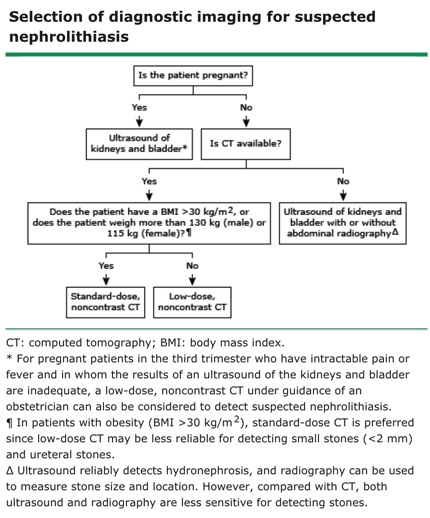 Selection of diagnostic imaging for suspected
nephrolithiasis
Is the patient pregnant?
Yes
No
Ultrasound of
kidneys and bladder*
Is CT available?
Yes
No
Does the patient have a BMI >30 kg/m², or
does the patient weigh more than 130 kg (male) or
115 kg (female)?¶
Ultrasound of kidneys and
bladder with or without
abdominal radiographyΔ
Yes
No
Standard-dose,
noncontrast CT
Low-dose,
noncontrast CT
CT: computed tomography; BMI: body mass index.
* For pregnant patients in the third trimester who have intractable pain or
fever and in whom the results of an ultrasound of the kidneys and bladder
are inadequate, a low-dose, noncontrast CT under guidance of an
obstetrician can also be considered to detect suspected nephrolithiasis.
¶ In patients with obesity (BMI >30 kg/m²), standard-dose CT is preferred
since low-dose CT may be less reliable for detecting small stones (<2 mm)
and ureteral stones.
Δ Ultrasound reliably detects hydronephrosis, and radiography can be used
to measure stone size and location. However, compared with CT, both
ultrasound and radiography are less sensitive for detecting stones.